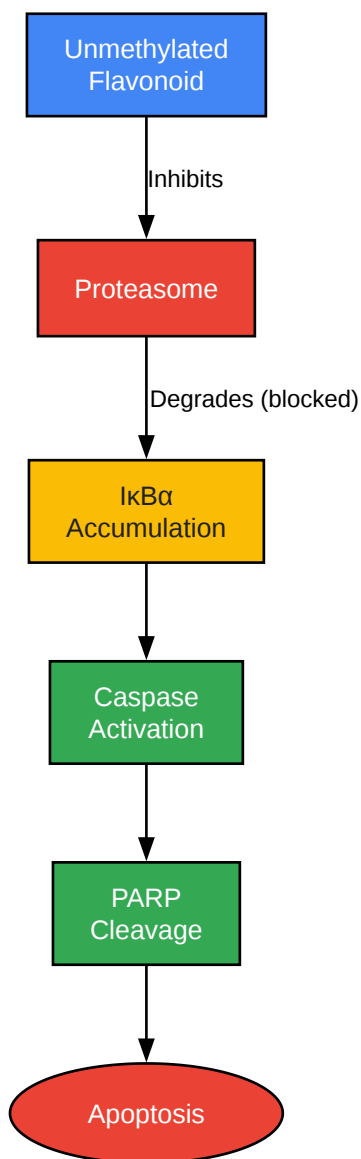 Unmethylated
Flavonoid
Inhibits
Proteasome
Degrades (blocked)
IκBα
Accumulation
Caspase
Activation
PARP
Cleavage
Apoptosis